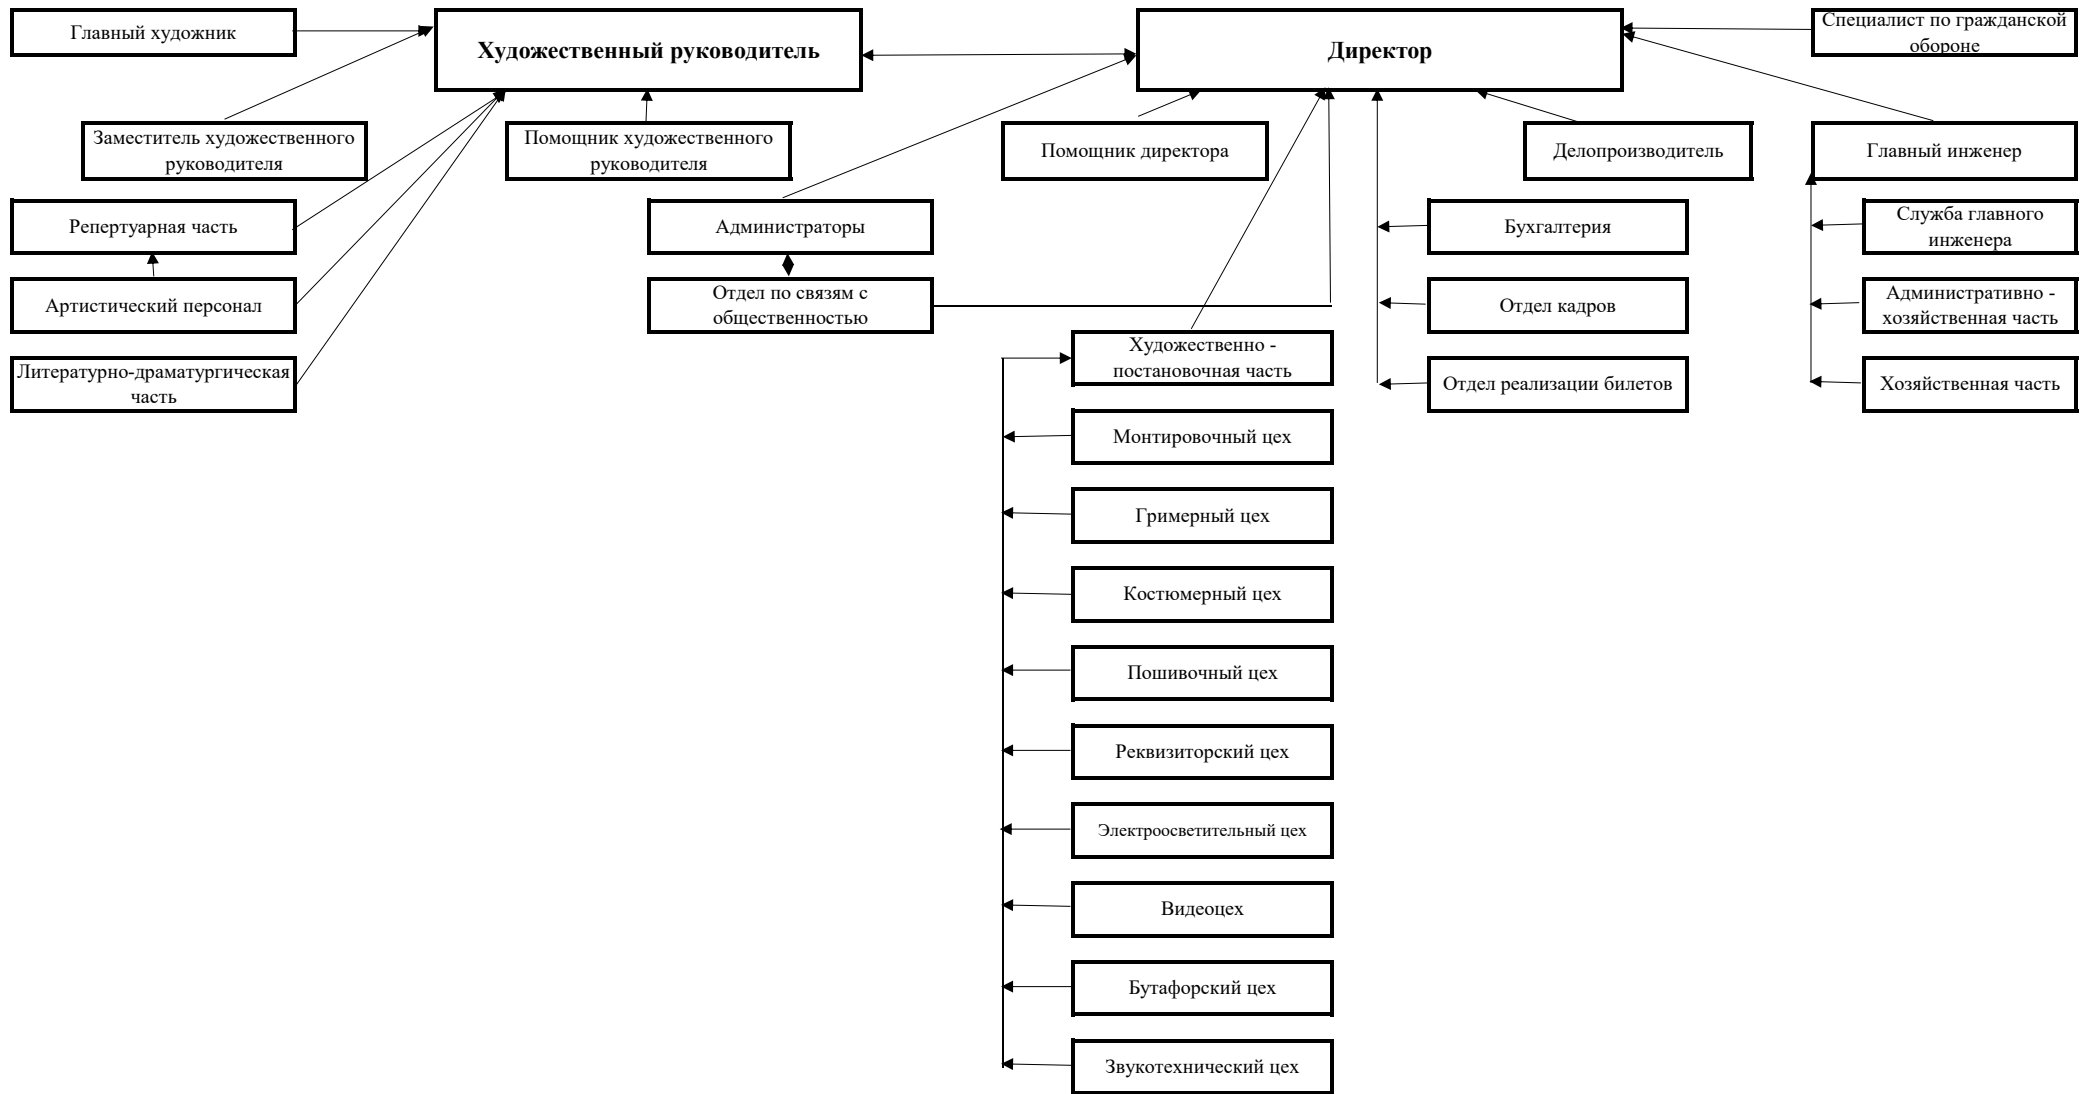 Главный художник
Художественный руководитель
Директор
Специалист по гражданской
обороне
Заместитель художественного
руководителя
Помощник художественного
руководителя
Помощник директора
Делопроизводитель
Главный инженер
Репертуарная часть
Администраторы
Бухгалтерия
Служба главного
инженера
Артистический персонал
Отдел по связям с
общественностью
Отдел кадров
Административно -
хозяйственная часть
Литературно-драматургическая
часть
Художественно -
постановочная часть
Отдел реализации билетов
Хозяйственная часть
Монтировочный цех
Гримерный цех
Костюмерный цех
Пошивочный цех
Реквизиторский цех
Электроосветительный цех
Видеоцех
Бутафорский цех
Звукотехнический цех